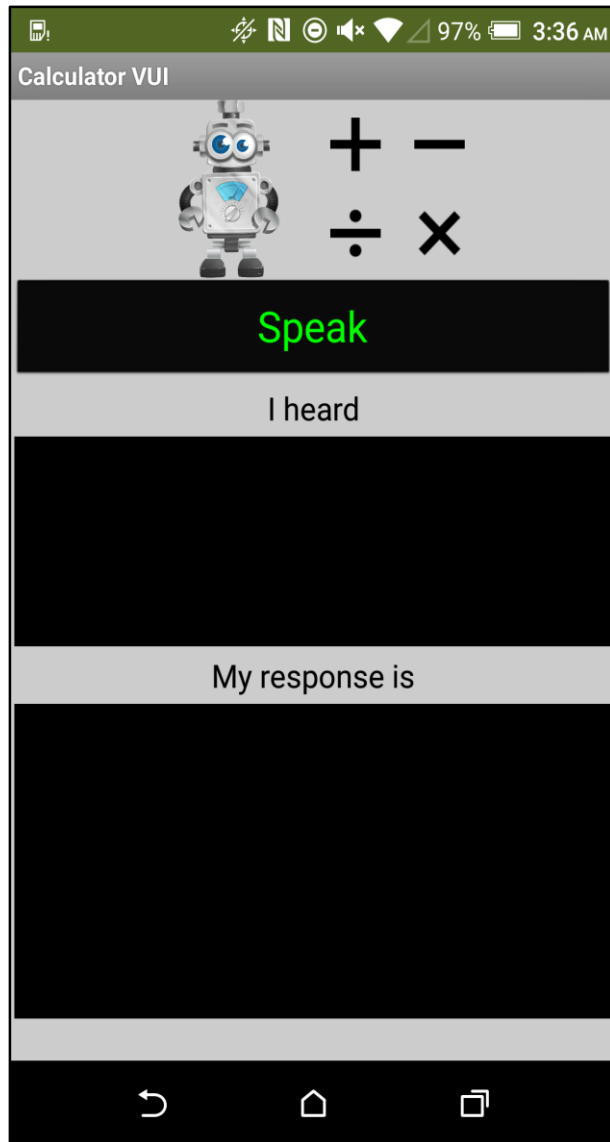 97% 3:36 AM
Calculator VUI
+ −
÷ ×
Speak
I heard
My response is